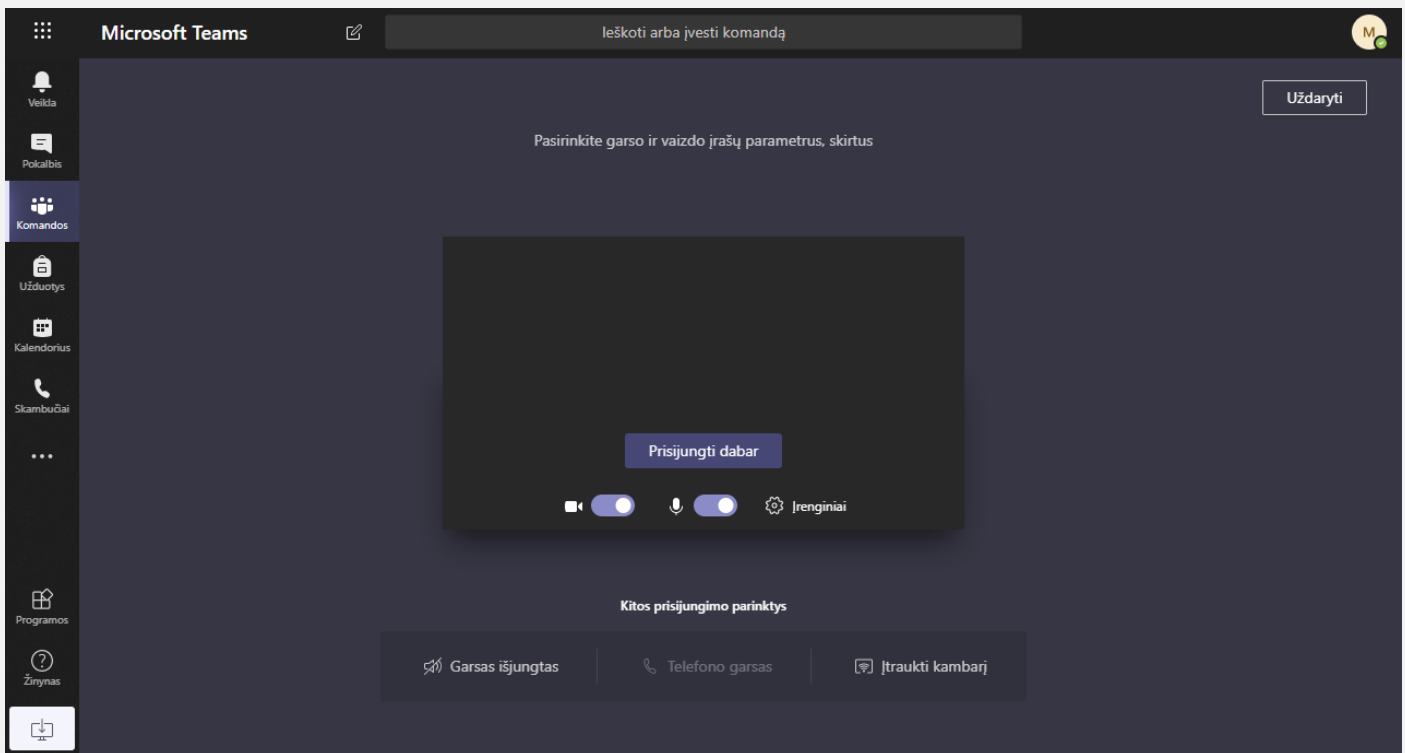 Microsoft Teams
Ieškoti arba įvesti komandą
M
Veikla
Pokalbis
Komandos
Užduotys
Kalendorius
Skambučiai
Programos
Žinynas
Uždaryti
Pasirinkite garso ir vaizdo įrašų parametrus, skirtus
Prisijungti dabar
Įrenginiai
Kitos prisijungimo parinktys
Garsas išjungtas
Telefono garsas
Įtraukti kambarį